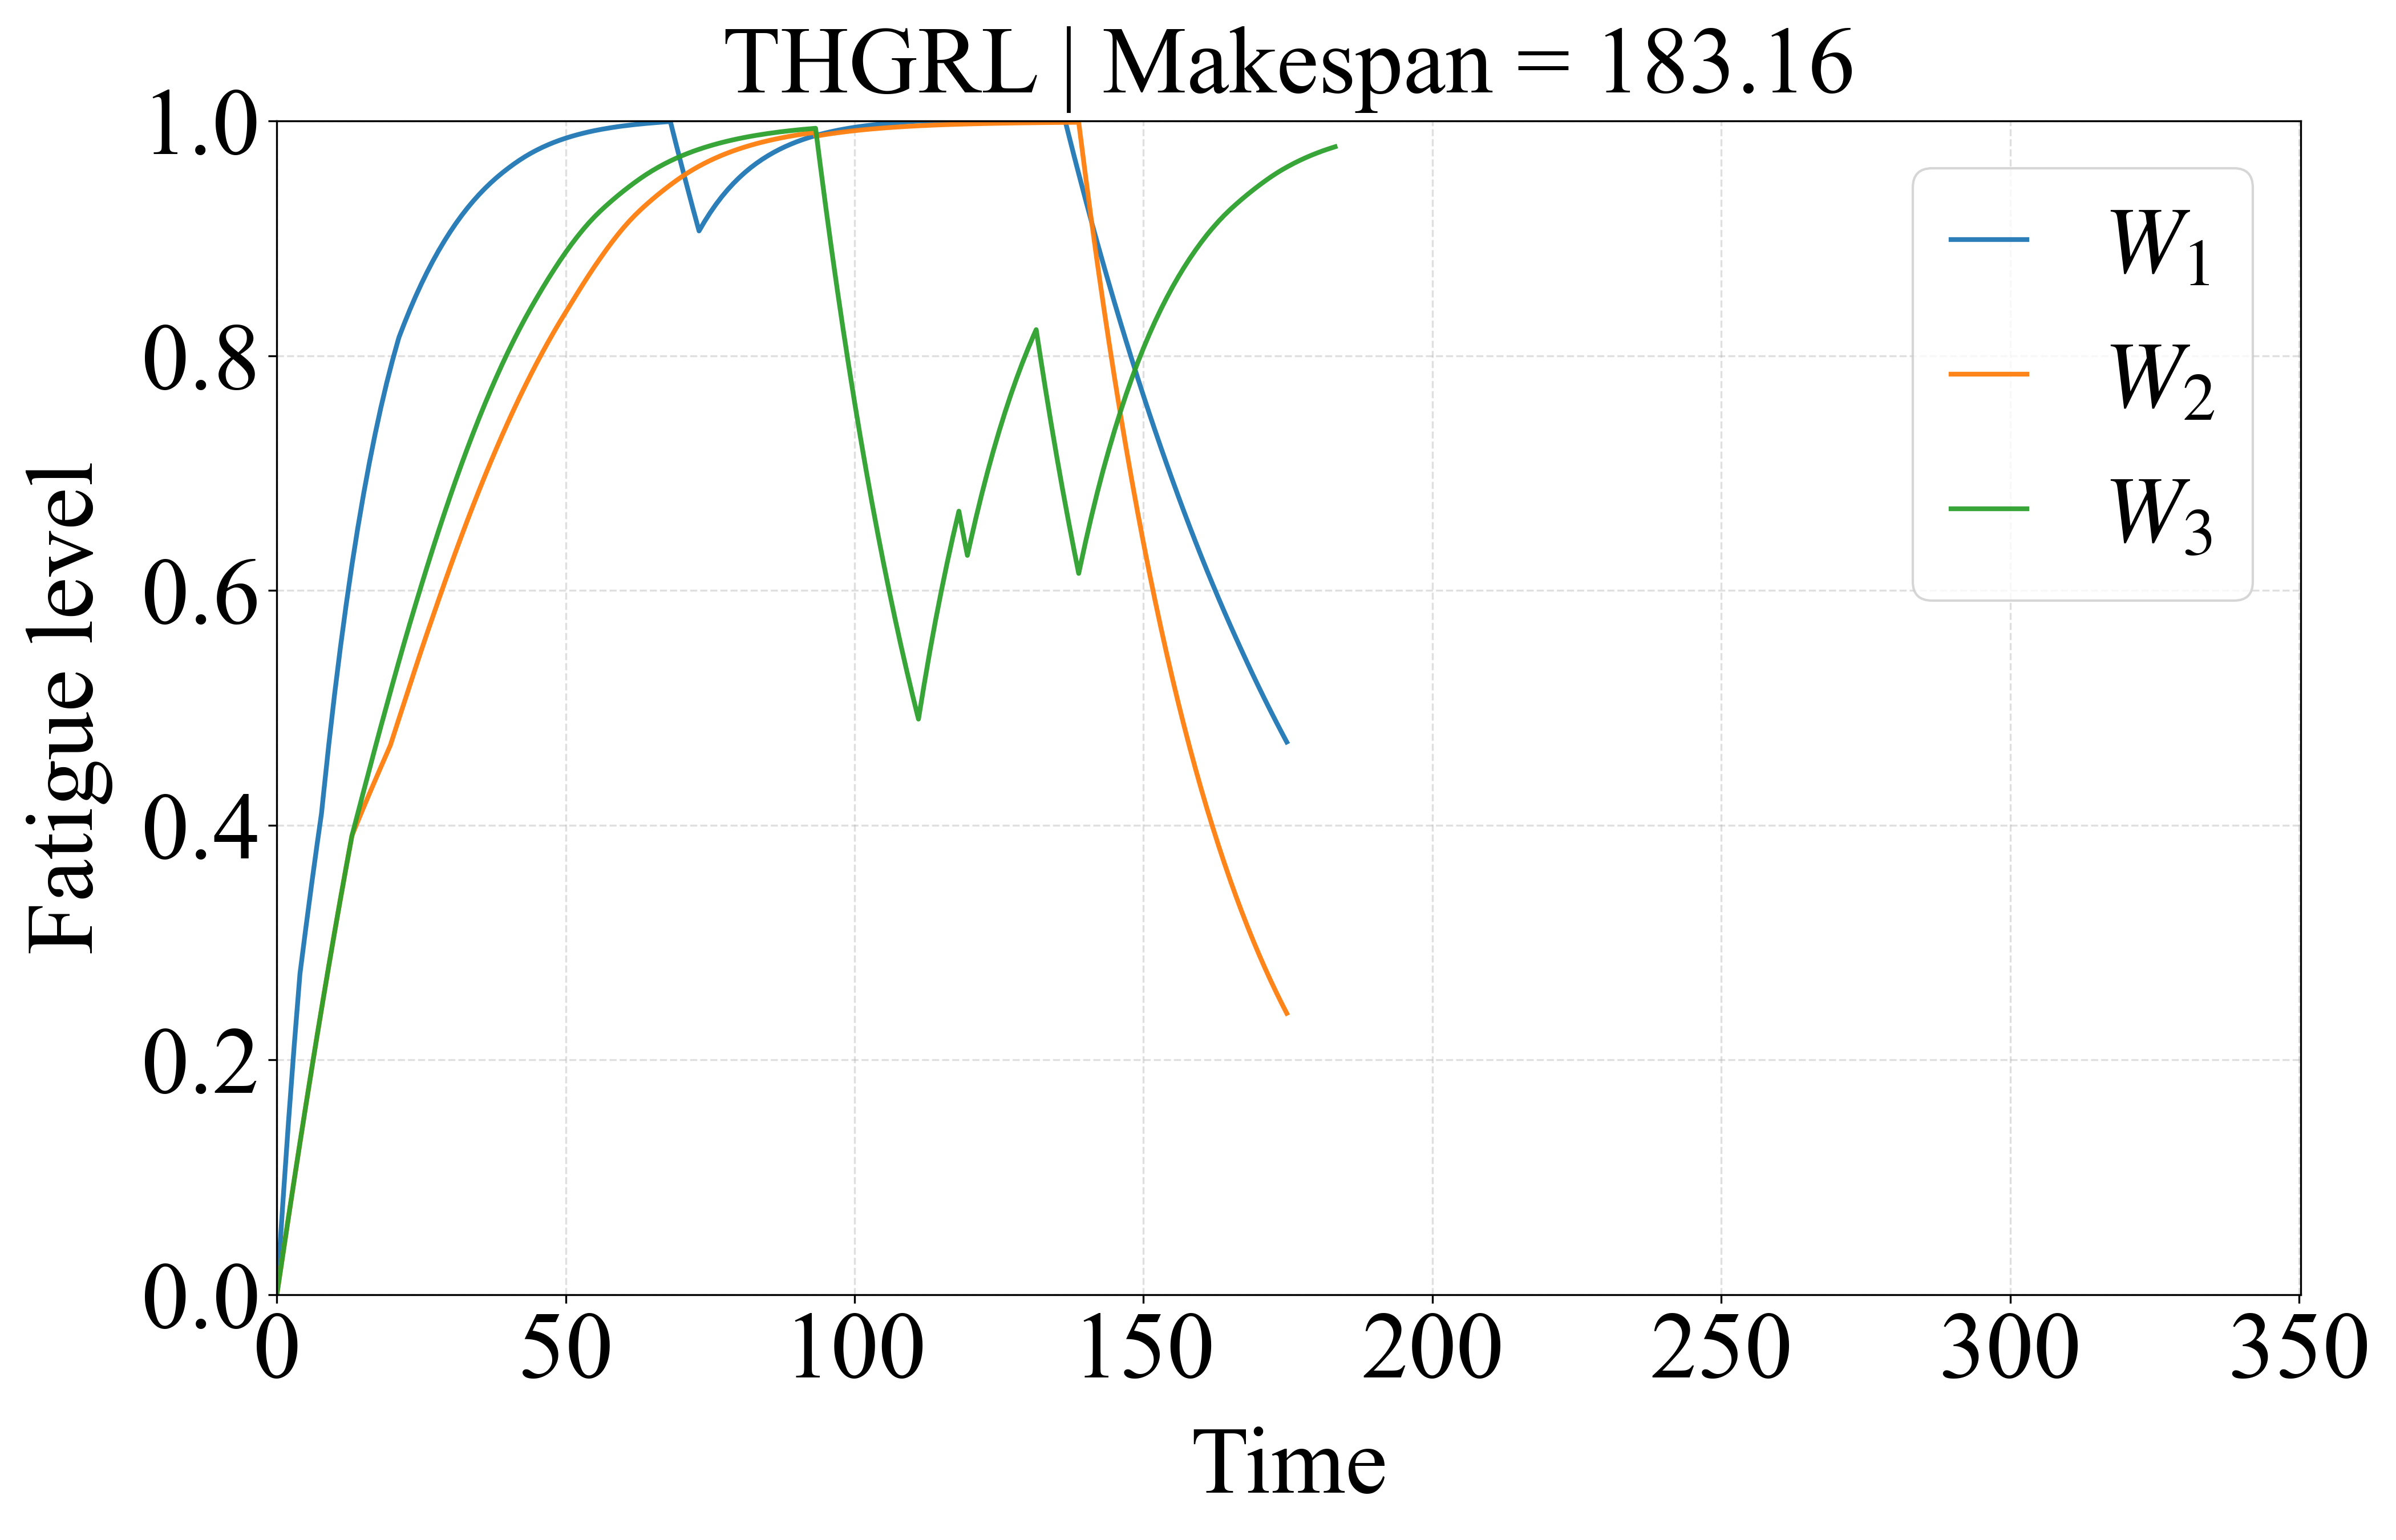 THGRL | Makespan = 183.16
Fatigue level
1.0
0.8
0.6
0.4
0.2
0.0
W1
W2
W3
0 50 100 150 200 250 300 350
Time